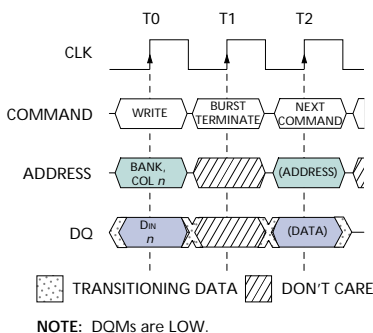 T0 T1 T2
CLK
COMMAND WRITE BURST TERMINATE NEXT COMMAND
ADDRESS BANK, COL n (ADDRESS)
DQ DIN n (DATA)
TRANSITIONING DATA DON'T CARE
NOTE: DQMs are LOW.